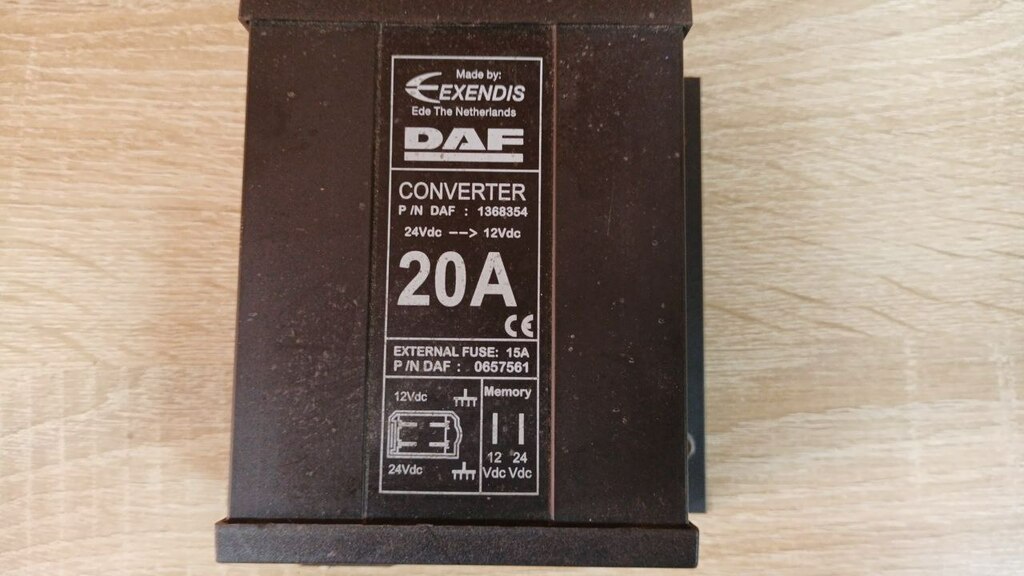 Made by:
EXENDIS
Ede The Netherlands
DAF
CONVERTER
P/N DAF : 1368354
24Vdc --> 12Vdc
20A
CE
EXTERNAL FUSE: 15A
P/N DAF : 0657561
12Vdc
24Vdc
Memory
12 24
Vdc Vdc